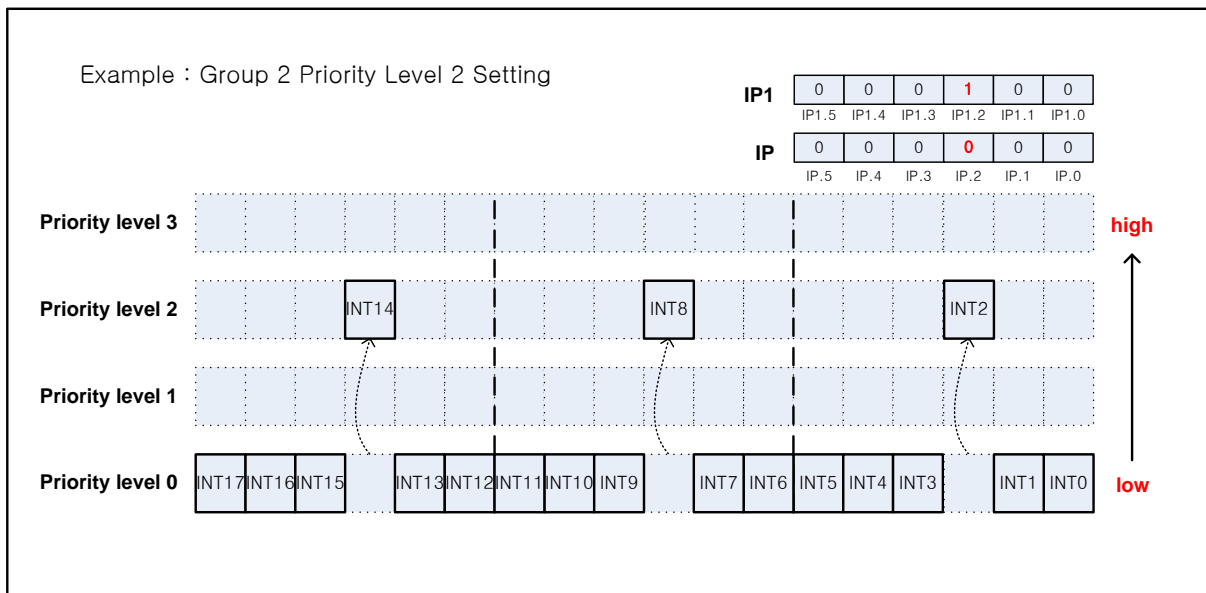 Example : Group 2 Priority Level 2 Setting
IP1 0 0 0 1 0 0
IP1.5 IP1.4 IP1.3 IP1.2 IP1.1 IP1.0
IP 0 0 0 0 0 0
IP.5 IP.4 IP.3 IP.2 IP.1 IP.0
Priority level 3 high
Priority level 2 INT14 INT8 INT2
Priority level 1
Priority level 0 INT17 INT16 INT15 INT13 INT12 INT11 INT10 INT9 INT7 INT6 INT5 INT4 INT3 INT1 INT0 low